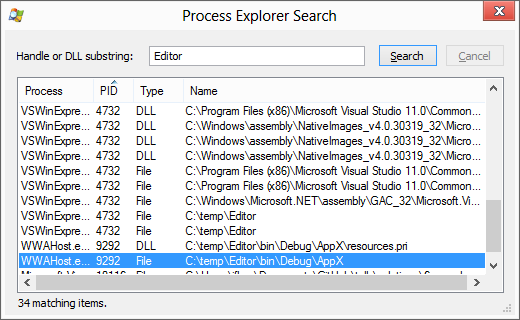 Process Explorer Search
Handle or DLL substring: Editor Search Cancel
Process PID Type Name
VSWinExpre... 4732 DLL C:\Program Files (x86)\Microsoft Visual Studio 11.0\Common...
VSWinExpre... 4732 DLL C:\Windows\assembly\NativeImages_v4.0.30319_32\Micro...
VSWinExpre... 4732 DLL C:\Windows\assembly\NativeImages_v4.0.30319_32\Micro...
VSWinExpre... 4732 DLL C:\Windows\assembly\NativeImages_v4.0.30319_32\Micro...
VSWinExpre... 4732 File C:\Program Files (x86)\Microsoft Visual Studio 11.0\Common...
VSWinExpre... 4732 File C:\Program Files (x86)\Microsoft Visual Studio 11.0\Common...
VSWinExpre... 4732 File C:\Windows\Microsoft.NET\assembly\GAC_32\Microsoft.Vi...
VSWinExpre... 4732 File C:\temp\Editor
VSWinExpre... 4732 File C:\temp\Editor
WWAHost.e... 9292 DLL C:\temp\Editor\bin\Debug\AppX\resources.pri
WWAHost.e... 9292 File C:\temp\Editor\bin\Debug\AppX
34 matching items.